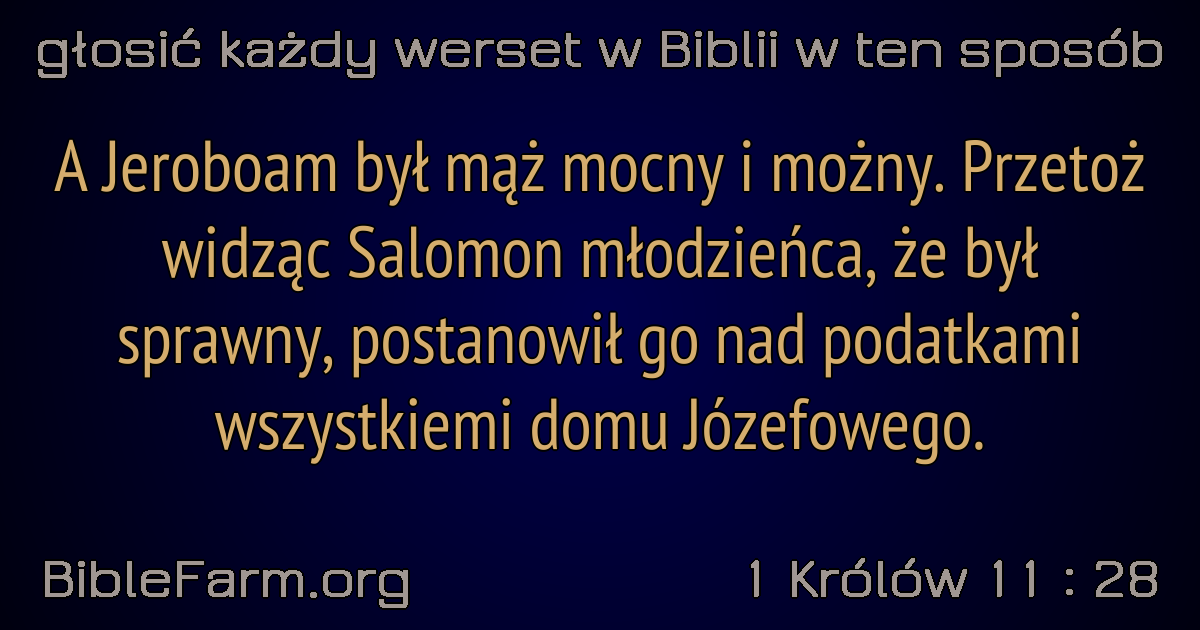 głosić każdy werset w Biblii w ten sposób
A Jeroboam był mąż mocny i możny. Przetoż
widząc Salomon młodzieńca, że był
sprawny, postanowił go nad podatkami
wszystkiemi domu Józefowego.
BibleFarm.org
1 Królów 11 : 28